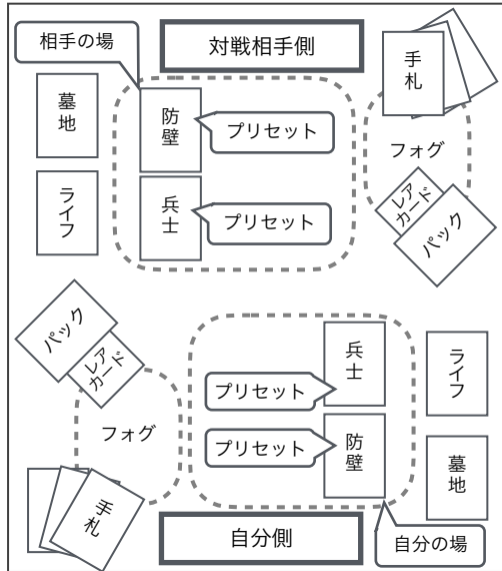 相手の場
対戦相手側
手札
墓地
防壁
プリセット
フォグ
ライフ
兵士
プリセット
レアカード
パック
パック
レアカード
兵士
ライフ
プリセット
フォグ
プリセット
防壁
墓地
手札
自分側
自分の場